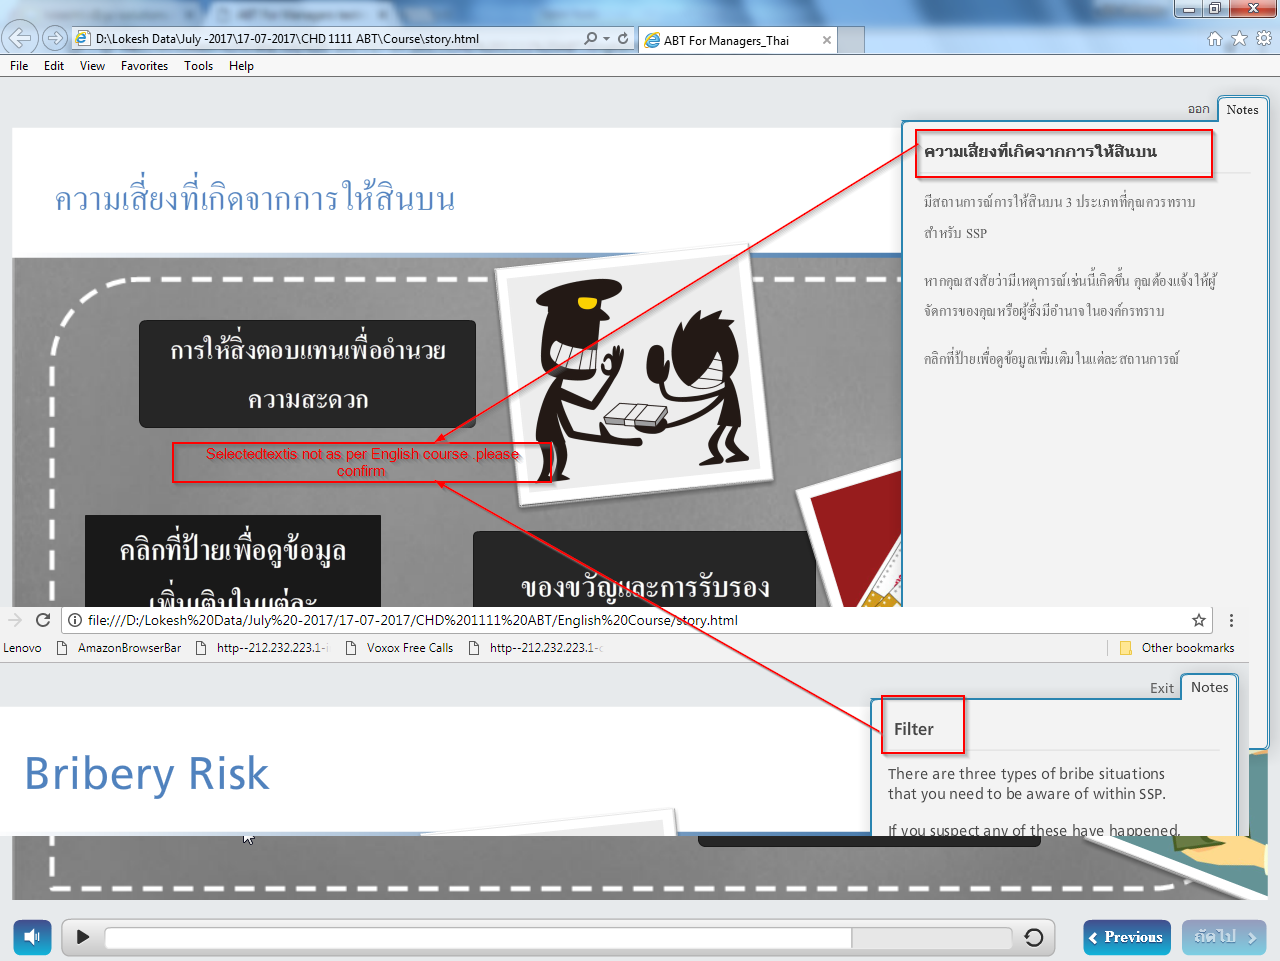 D:\Lokesh Data\July -2017\17-07-2017\CHD 1111 ABT\Course\story.html
ABT For Managers_Thai
File Edit View Favorites Tools Help
ออก
Notes
ความเสี่ยงที่เกิดจากการให้สินบน
ความเสี่ยงที่เกิดจากการให้สินบน
มีสถานการณ์การให้สินบน 3 ประเภทที่คุณควรทราบ
สำหรับ SSP
หากคุณสงสัยว่ามีเหตุการณ์เช่นนี้เกิดขึ้น คุณต้องแจ้งให้ผู้
จัดการของคุณหรือผู้ซึ่งมีอำนาจในองค์กรทราบ
คลิกที่ป้ายเพื่อดูข้อมูลเพิ่มเติมในแต่ละสถานการณ์
การให้สิ่งตอบแทนเพื่ออำนวย
ความสะดวก
Selectedtextis not as per English course .please
confirm
คลิกที่ป้ายเพื่อดูข้อมูล
เพิ่มเติมในแต่ละ
ของขวัญและการรับรอง
file:///D:/Lokesh%20Data/July%20-2017/17-07-2017/CHD%201111%20ABT/English%20Course/story.html
Lenovo AmazonBrowserBar http--212.232.223.1- Voxox Free Calls http--212.232.223.1- Other bookmarks
Exit
Notes
Filter
Bribery Risk
There are three types of bribe situations
that you need to be aware of within SSP.
If you suspect any of these have happened,
Previous
ถัดไป